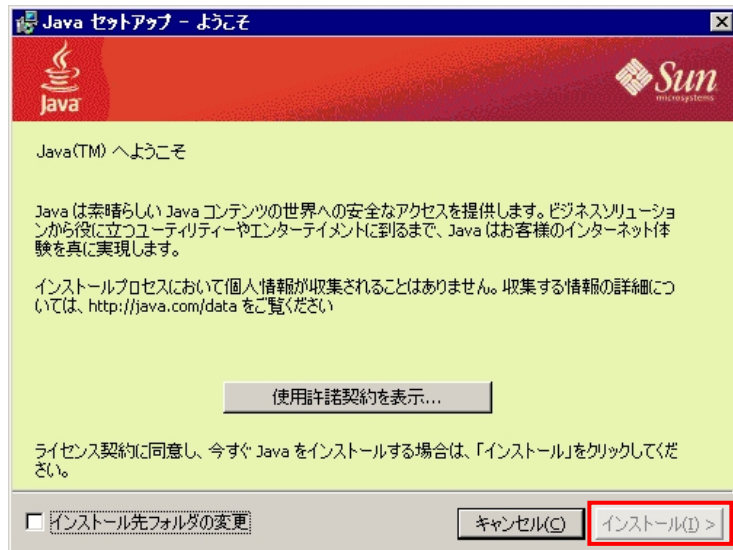 Java セットアップ - ようこそ
Java
Sun
microsystems
Java(TM) へようこそ
Java は素晴らしい Java コンテンツの世界への安全なアクセスを提供します。ビジネスソリューショ
ンから役に立つユーティリティーやエンターテイメントに到るまで、Java はお客様のインターネット体
験を真に実現します。
インストールプロセスにおいて個人情報が収集されることはありません。収集する情報の詳細につ
いては、http://java.com/data をご覧ください
使用許諾契約を表示...
ライセンス契約に同意し、今すぐ Java をインストールする場合は、「インストール」をクリックしてくだ
さい。
インストール先フォルダの変更
キャンセル(C)
インストール(I) >